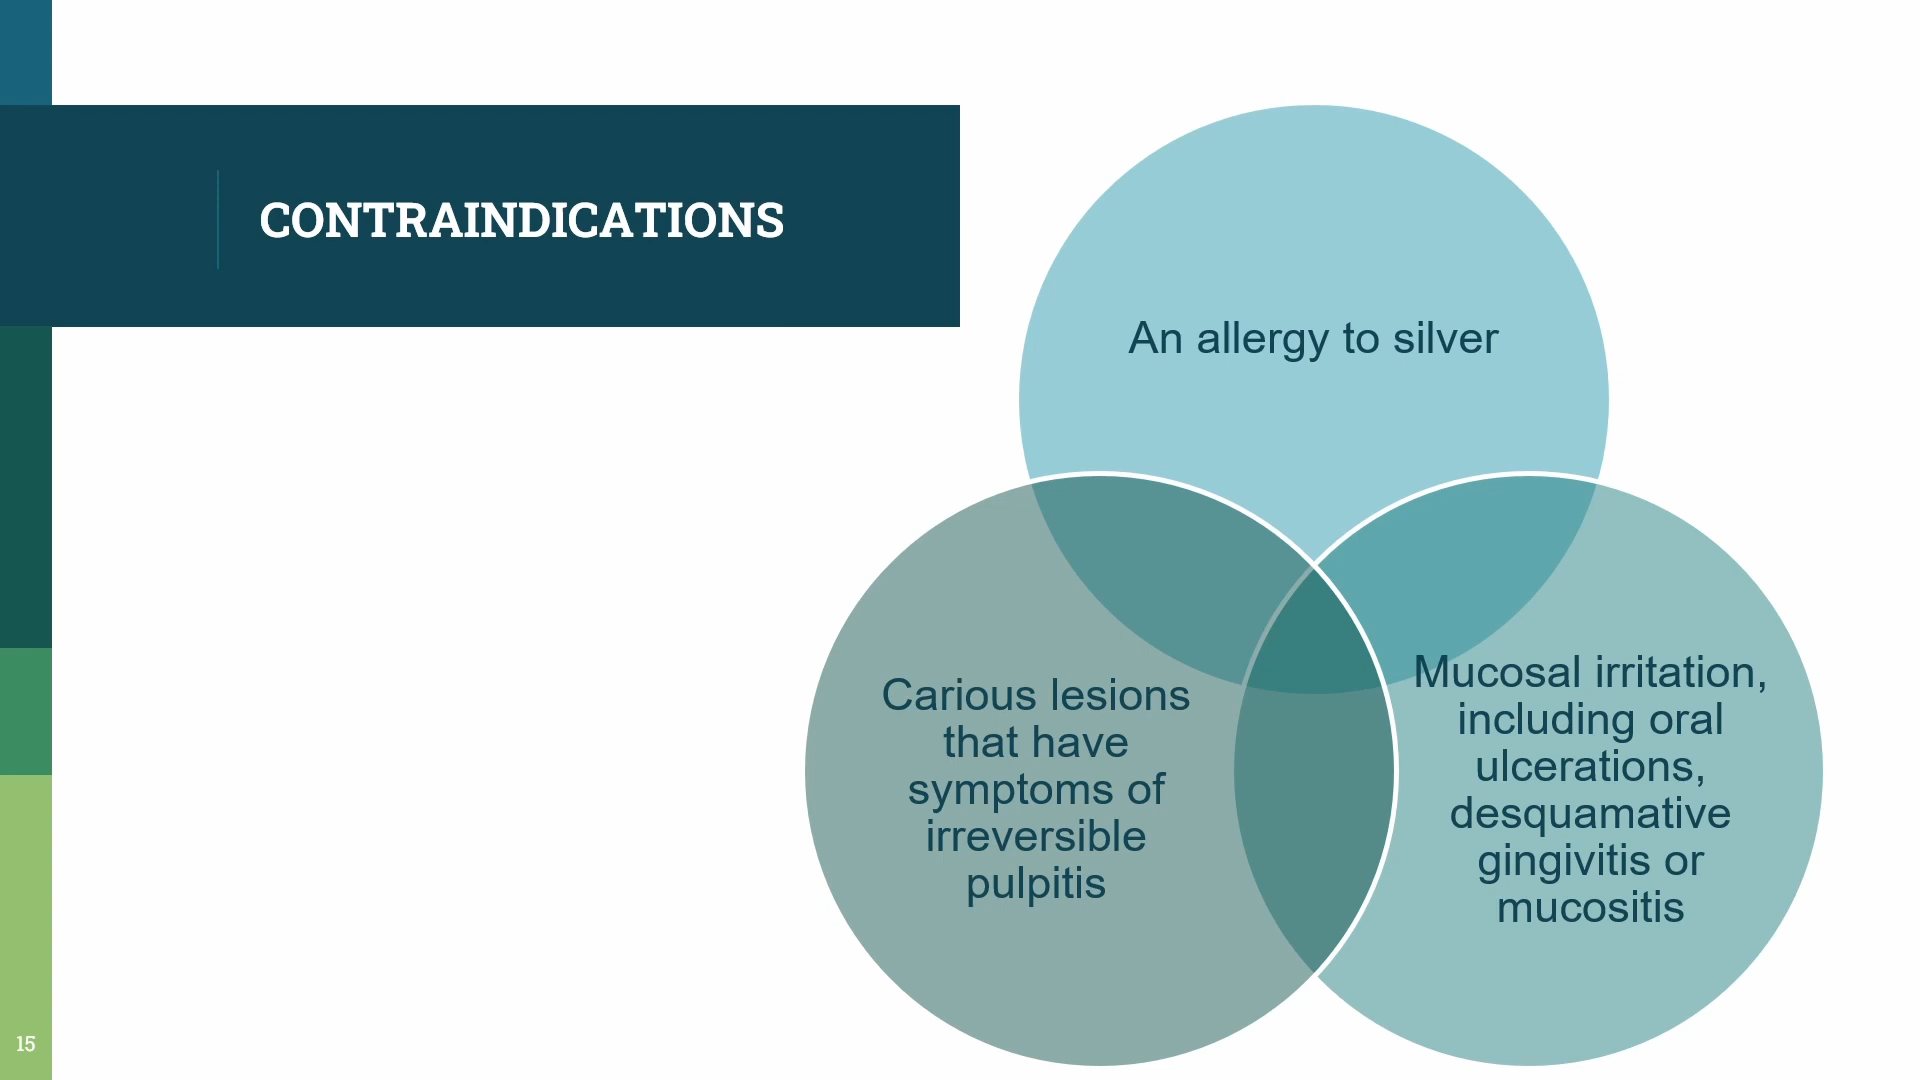 CONTRAINDICATIONS
An allergy to silver
Carious lesions
that have
symptoms of
irreversible
pulpitis
Mucosal irritation,
including oral
ulcerations,
desquamative
gingivitis or
mucositis
15